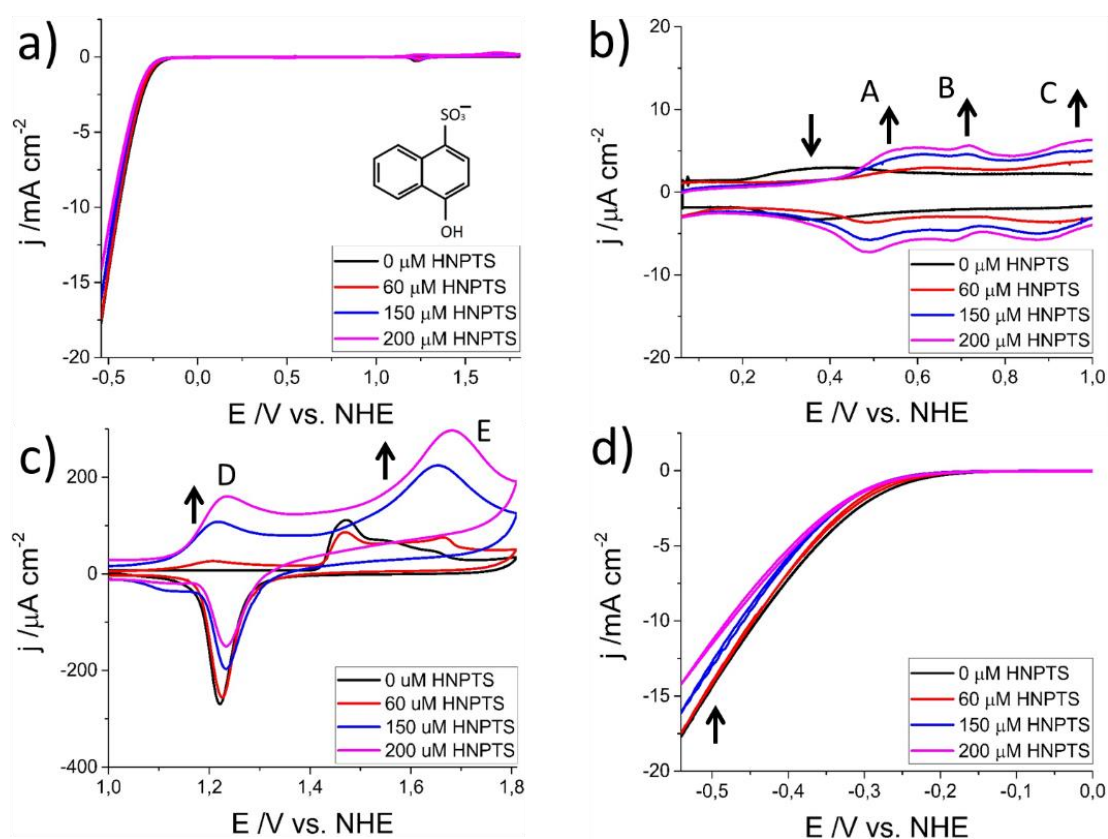 a)
j /mA cm⁻²
0
-5
-10
-15
-20
SO₃⁻
OH
0 μM HNPTS
60 μM HNPTS
150 μM HNPTS
200 μM HNPTS
-0,5 0,0 0,5 1,0 1,5
E /V vs. NHE
b)
j /μA cm⁻²
20
10
0
-10
-20
A B C
0 μM HNPTS
60 μM HNPTS
150 μM HNPTS
200 μM HNPTS
0,2 0,4 0,6 0,8 1,0
E /V vs. NHE
c)
j /μA cm⁻²
200
0
-200
-400
D E
0 uM HNPTS
60 uM HNPTS
150 uM HNPTS
200 uM HNPTS
1,0 1,2 1,4 1,6 1,8
E /V vs. NHE
d)
j /mA cm⁻²
0
-5
-10
-15
-20
0 μM HNPTS
60 μM HNPTS
150 μM HNPTS
200 μM HNPTS
-0,5 -0,4 -0,3 -0,2 -0,1 0,0
E /V vs. NHE